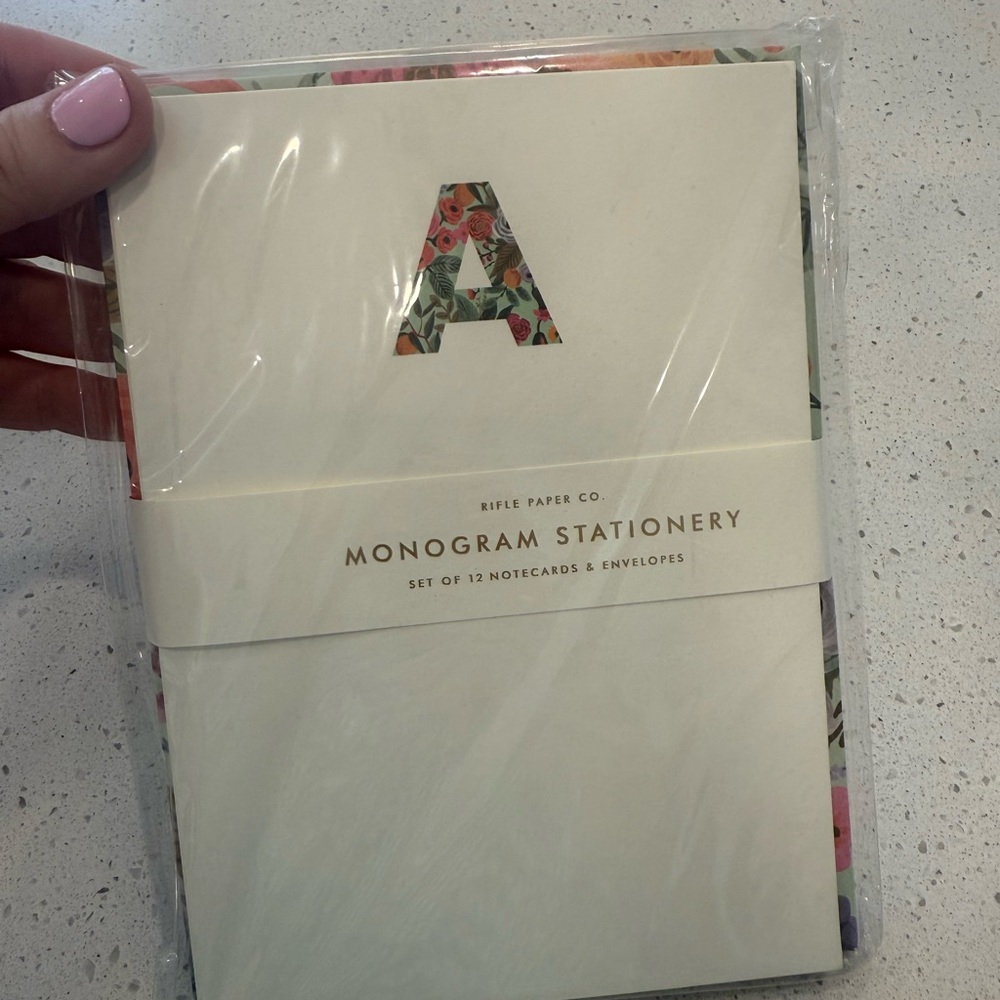 A
RIFLE PAPER CO.
MONOGRAM STATIONERY
SET OF 12 NOTECARDS & ENVELOPES